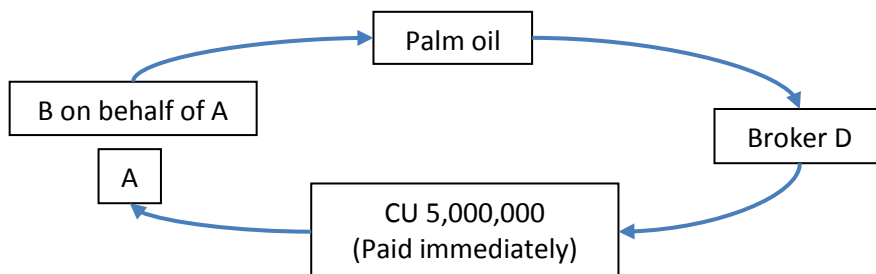 Palm oil
B on behalf of A
Broker D
A
CU 5,000,000
(Paid immediately)